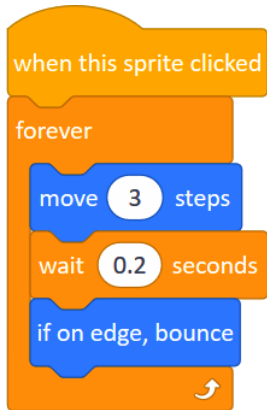 when this sprite clicked
forever
move 3 steps
wait 0.2 seconds
if on edge, bounce